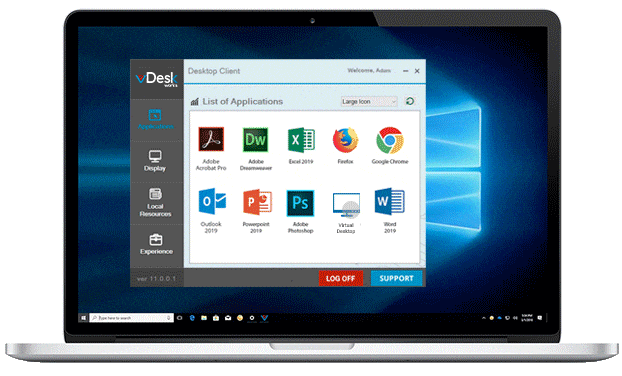 vDesk
works
Desktop Client
Welcome, Adam
List of Applications
Large Icon
Applications
Display
Local
Resources
Experience
Adobe
Acrobat Pro
Dw
Adobe
Dreamweaver
Excel 2019
Firefox
Google Chrome
Outlook
2019
Powerpoint
2019
Ps
Adobe
Photoshop
Virtual
Desktop
Word
2019
ver 11.0.0.1
LOG OFF
SUPPORT
Type here to search